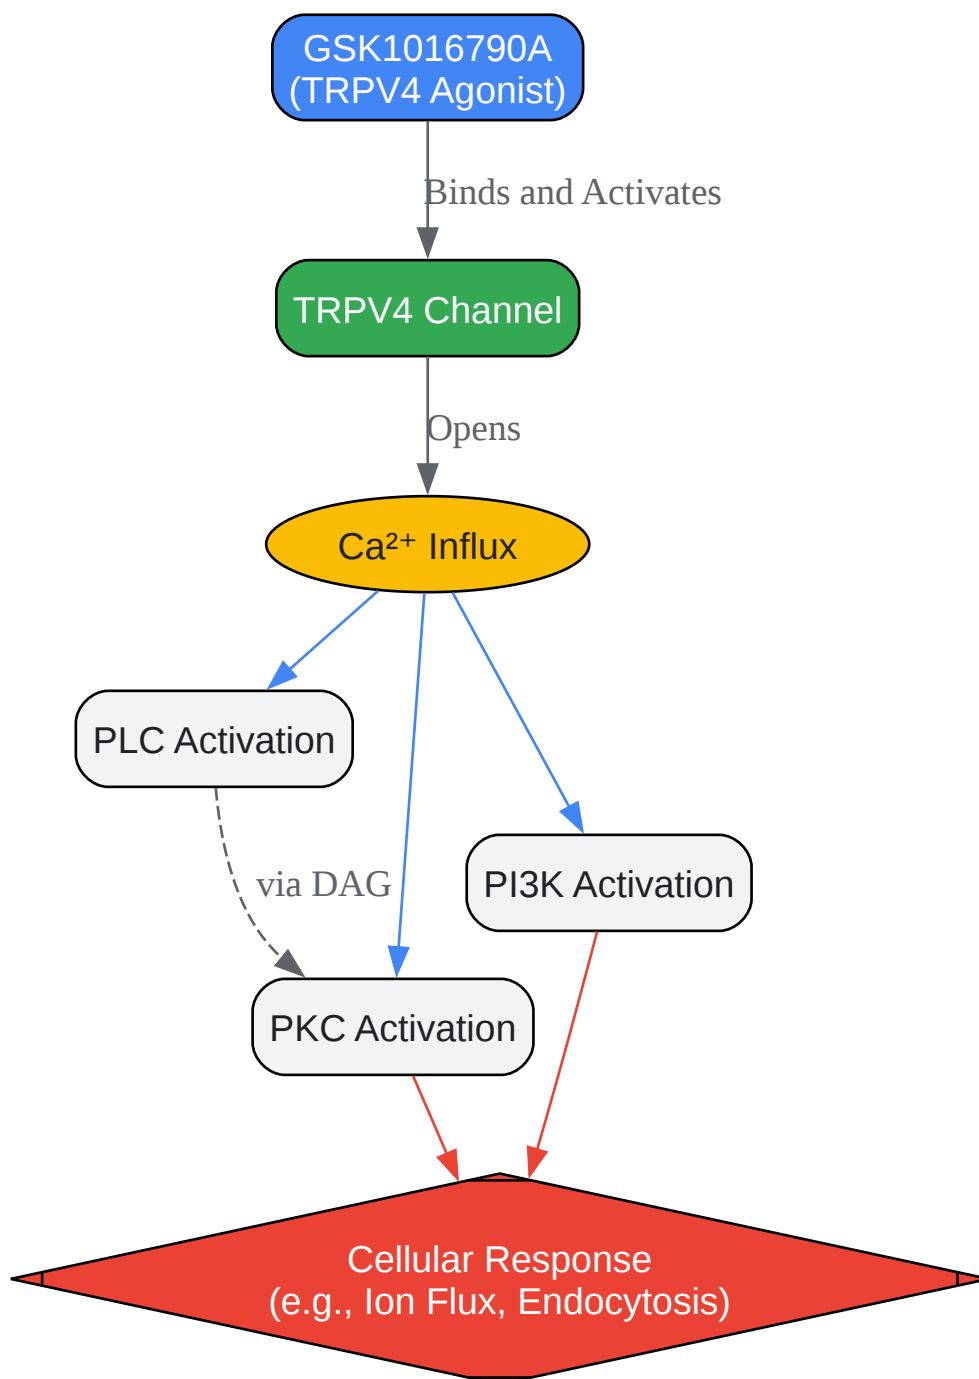 GSK1016790A
(TRPV4 Agonist)
Binds and Activates
TRPV4 Channel
Opens
Ca²⁺ Influx
PLC Activation
via DAG
PI3K Activation
PKC Activation
Cellular Response
(e.g., Ion Flux, Endocytosis)